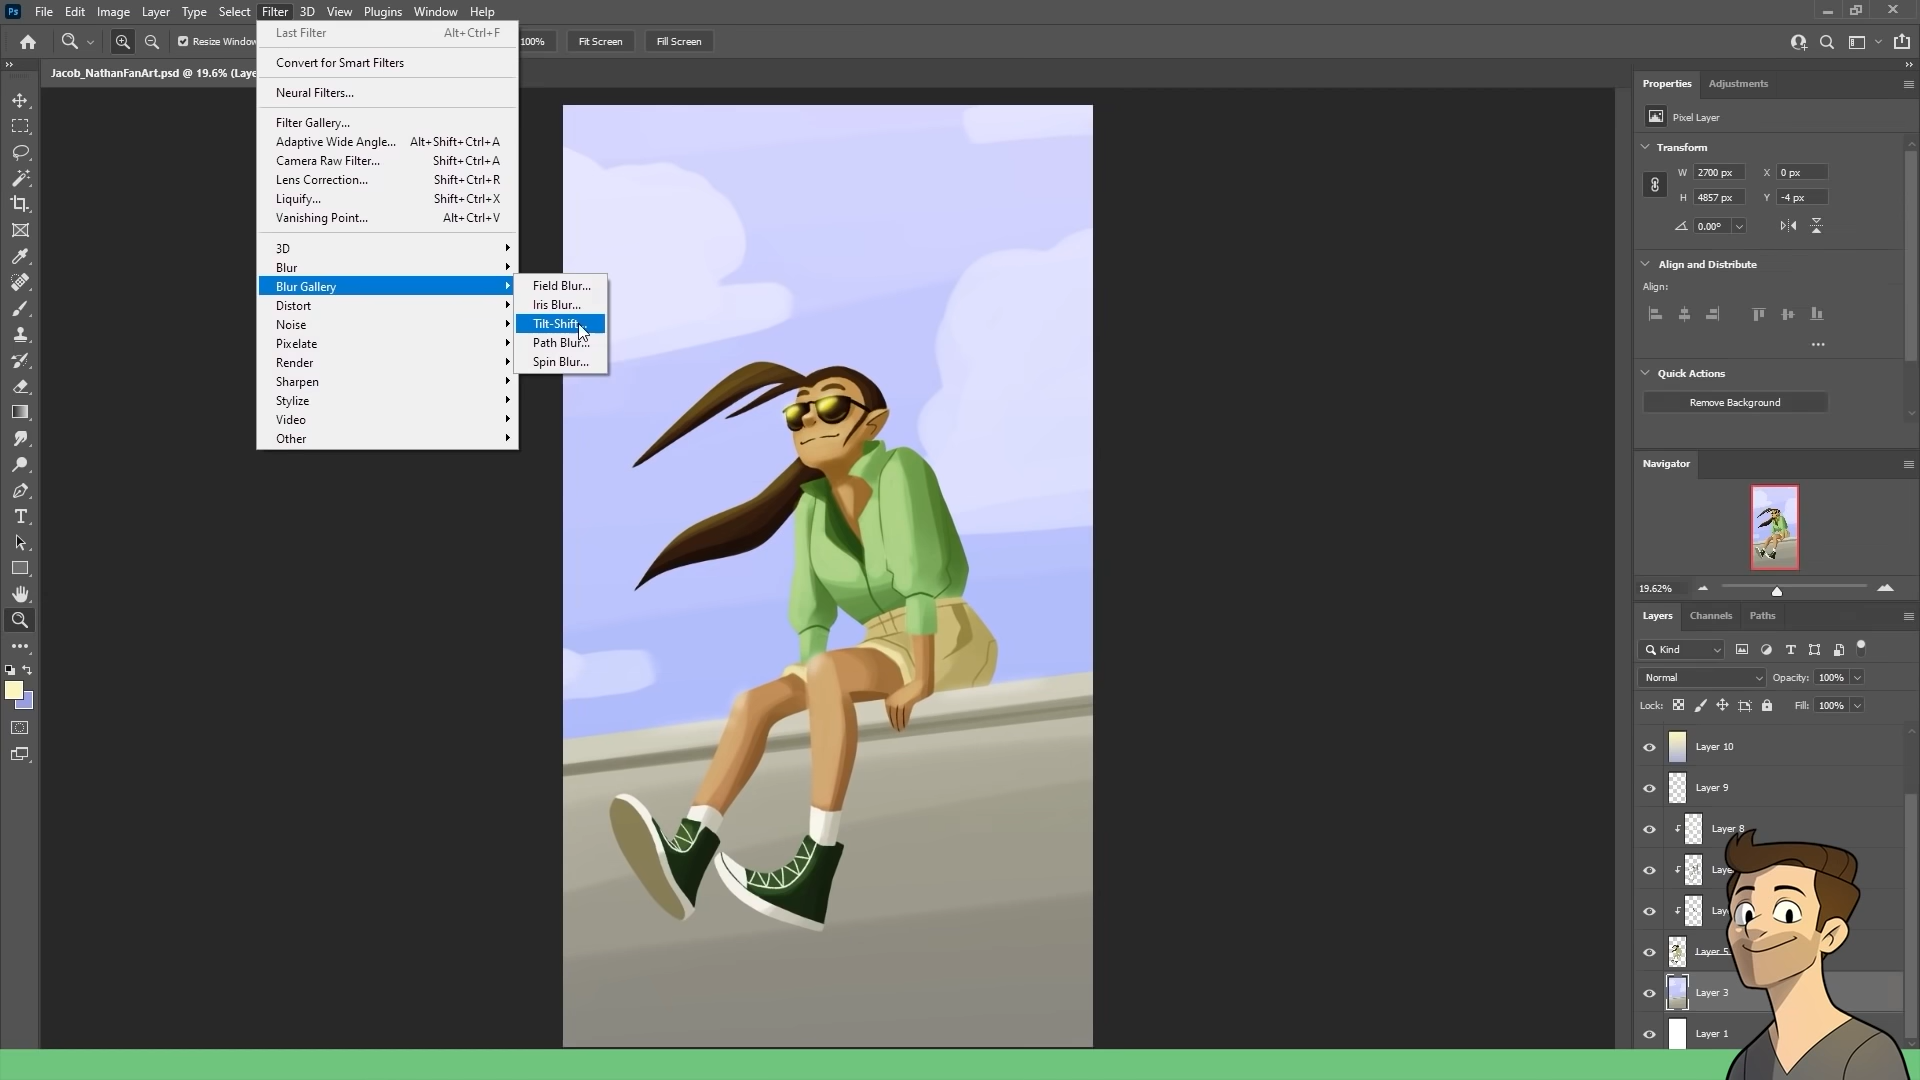 Ps File Edit Image Layer Type Select Filter 3D View Plugins Window Help
Resize Window 100% Fit Screen Fill Screen
Jacob_NathanFanArt.psd @ 19.6% (Laye
Last Filter Alt+Ctrl+F
Convert for Smart Filters
Neural Filters...
Filter Gallery...
Adaptive Wide Angle... Alt+Shift+Ctrl+A
Camera Raw Filter... Shift+Ctrl+A
Lens Correction... Shift+Ctrl+R
Liquify... Shift+Ctrl+X
Vanishing Point... Alt+Ctrl+V
3D
Blur
Blur Gallery
Distort
Noise
Pixelate
Render
Sharpen
Stylize
Video
Other
Field Blur...
Iris Blur...
Tilt-Shift...
Path Blur...
Spin Blur...
Properties Adjustments
Pixel Layer
Transform
W 2700 px X 0 px
H 4857 px Y -4 px
0.00°
Align and Distribute
Align:
Quick Actions
Remove Background
Navigator
19.62%
Layers Channels Paths
Kind
Normal Opacity: 100%
Lock: Fill: 100%
Layer 10
Layer 9
Layer 8
Laye
Lay
Layer 5
Layer 3
Layer 1